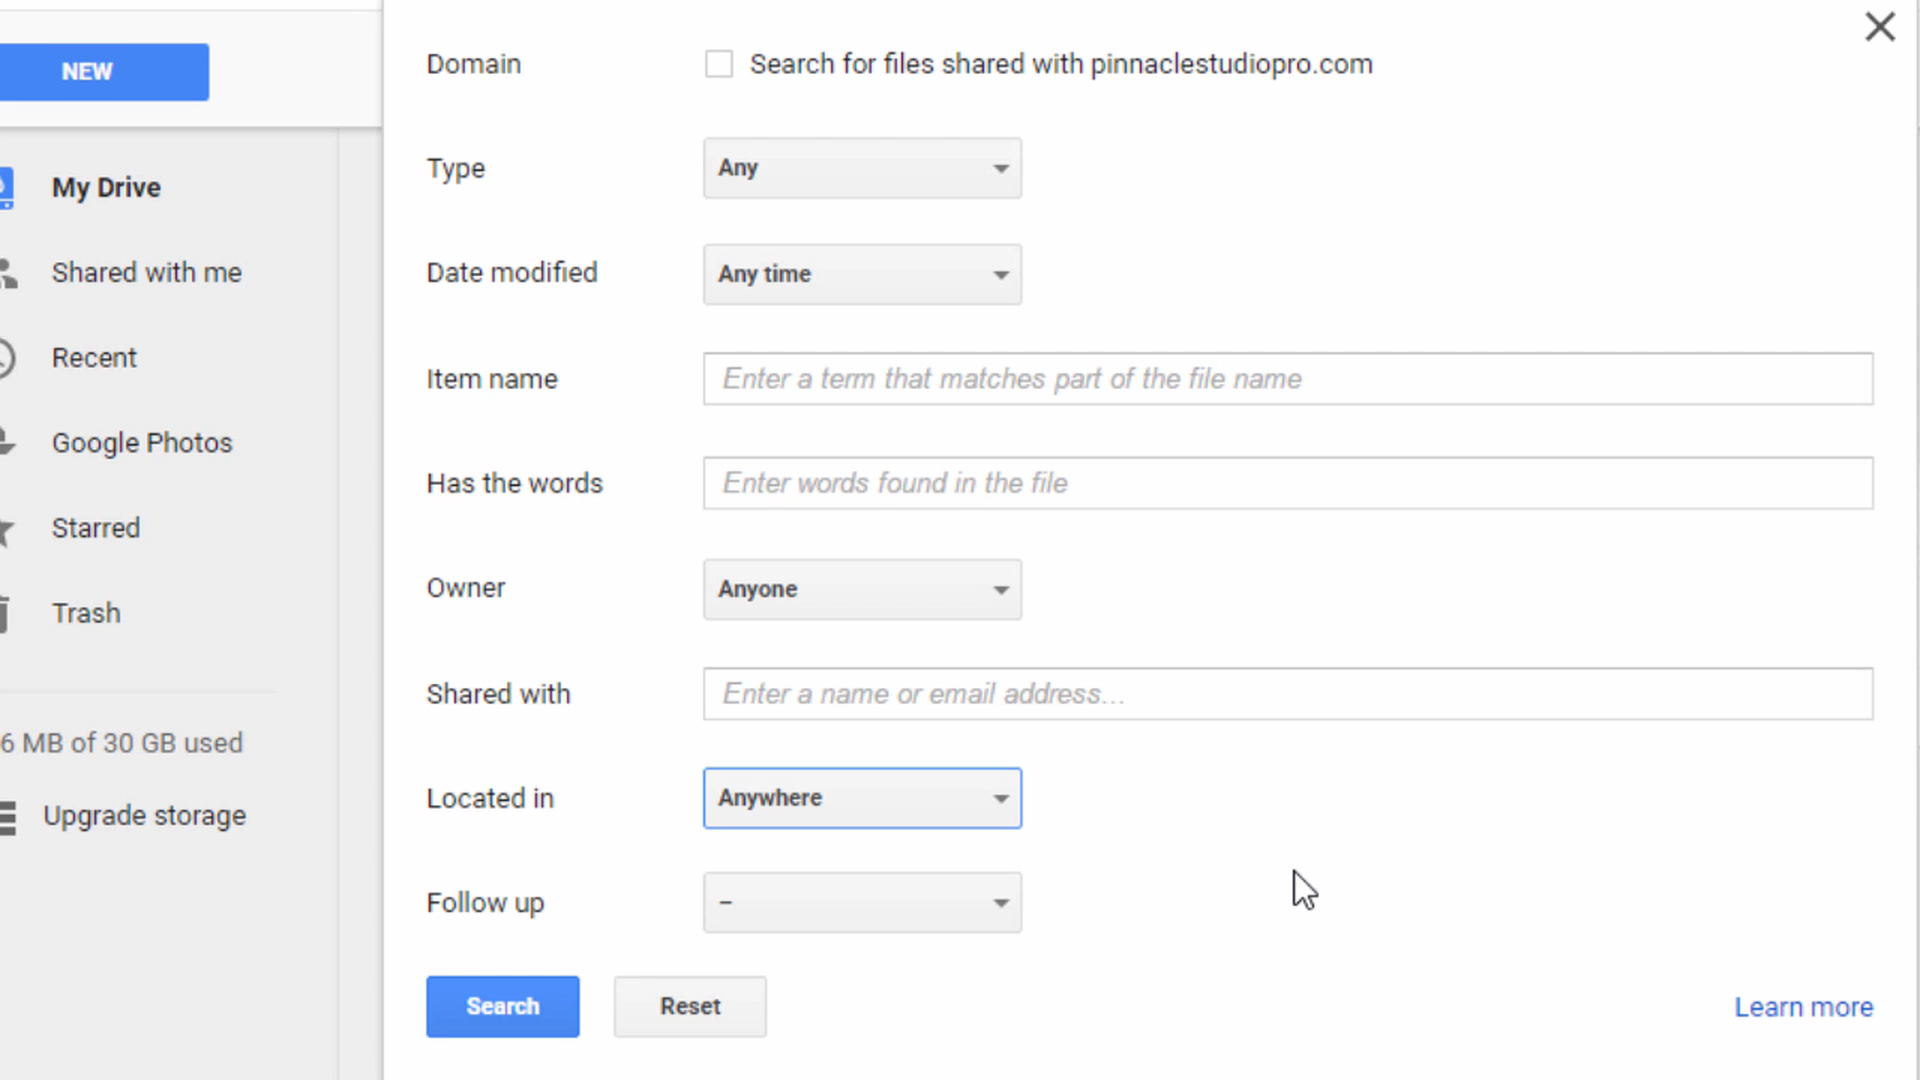 NEW
My Drive
Shared with me
Recent
Google Photos
Starred
Trash
6 MB of 30 GB used
Upgrade storage
Domain
Search for files shared with pinnaclestudiopro.com
Type
Any
Date modified
Any time
Item name
Enter a term that matches part of the file name
Has the words
Enter words found in the file
Owner
Anyone
Shared with
Enter a name or email address...
Located in
Anywhere
Follow up
–
Search
Reset
Learn more